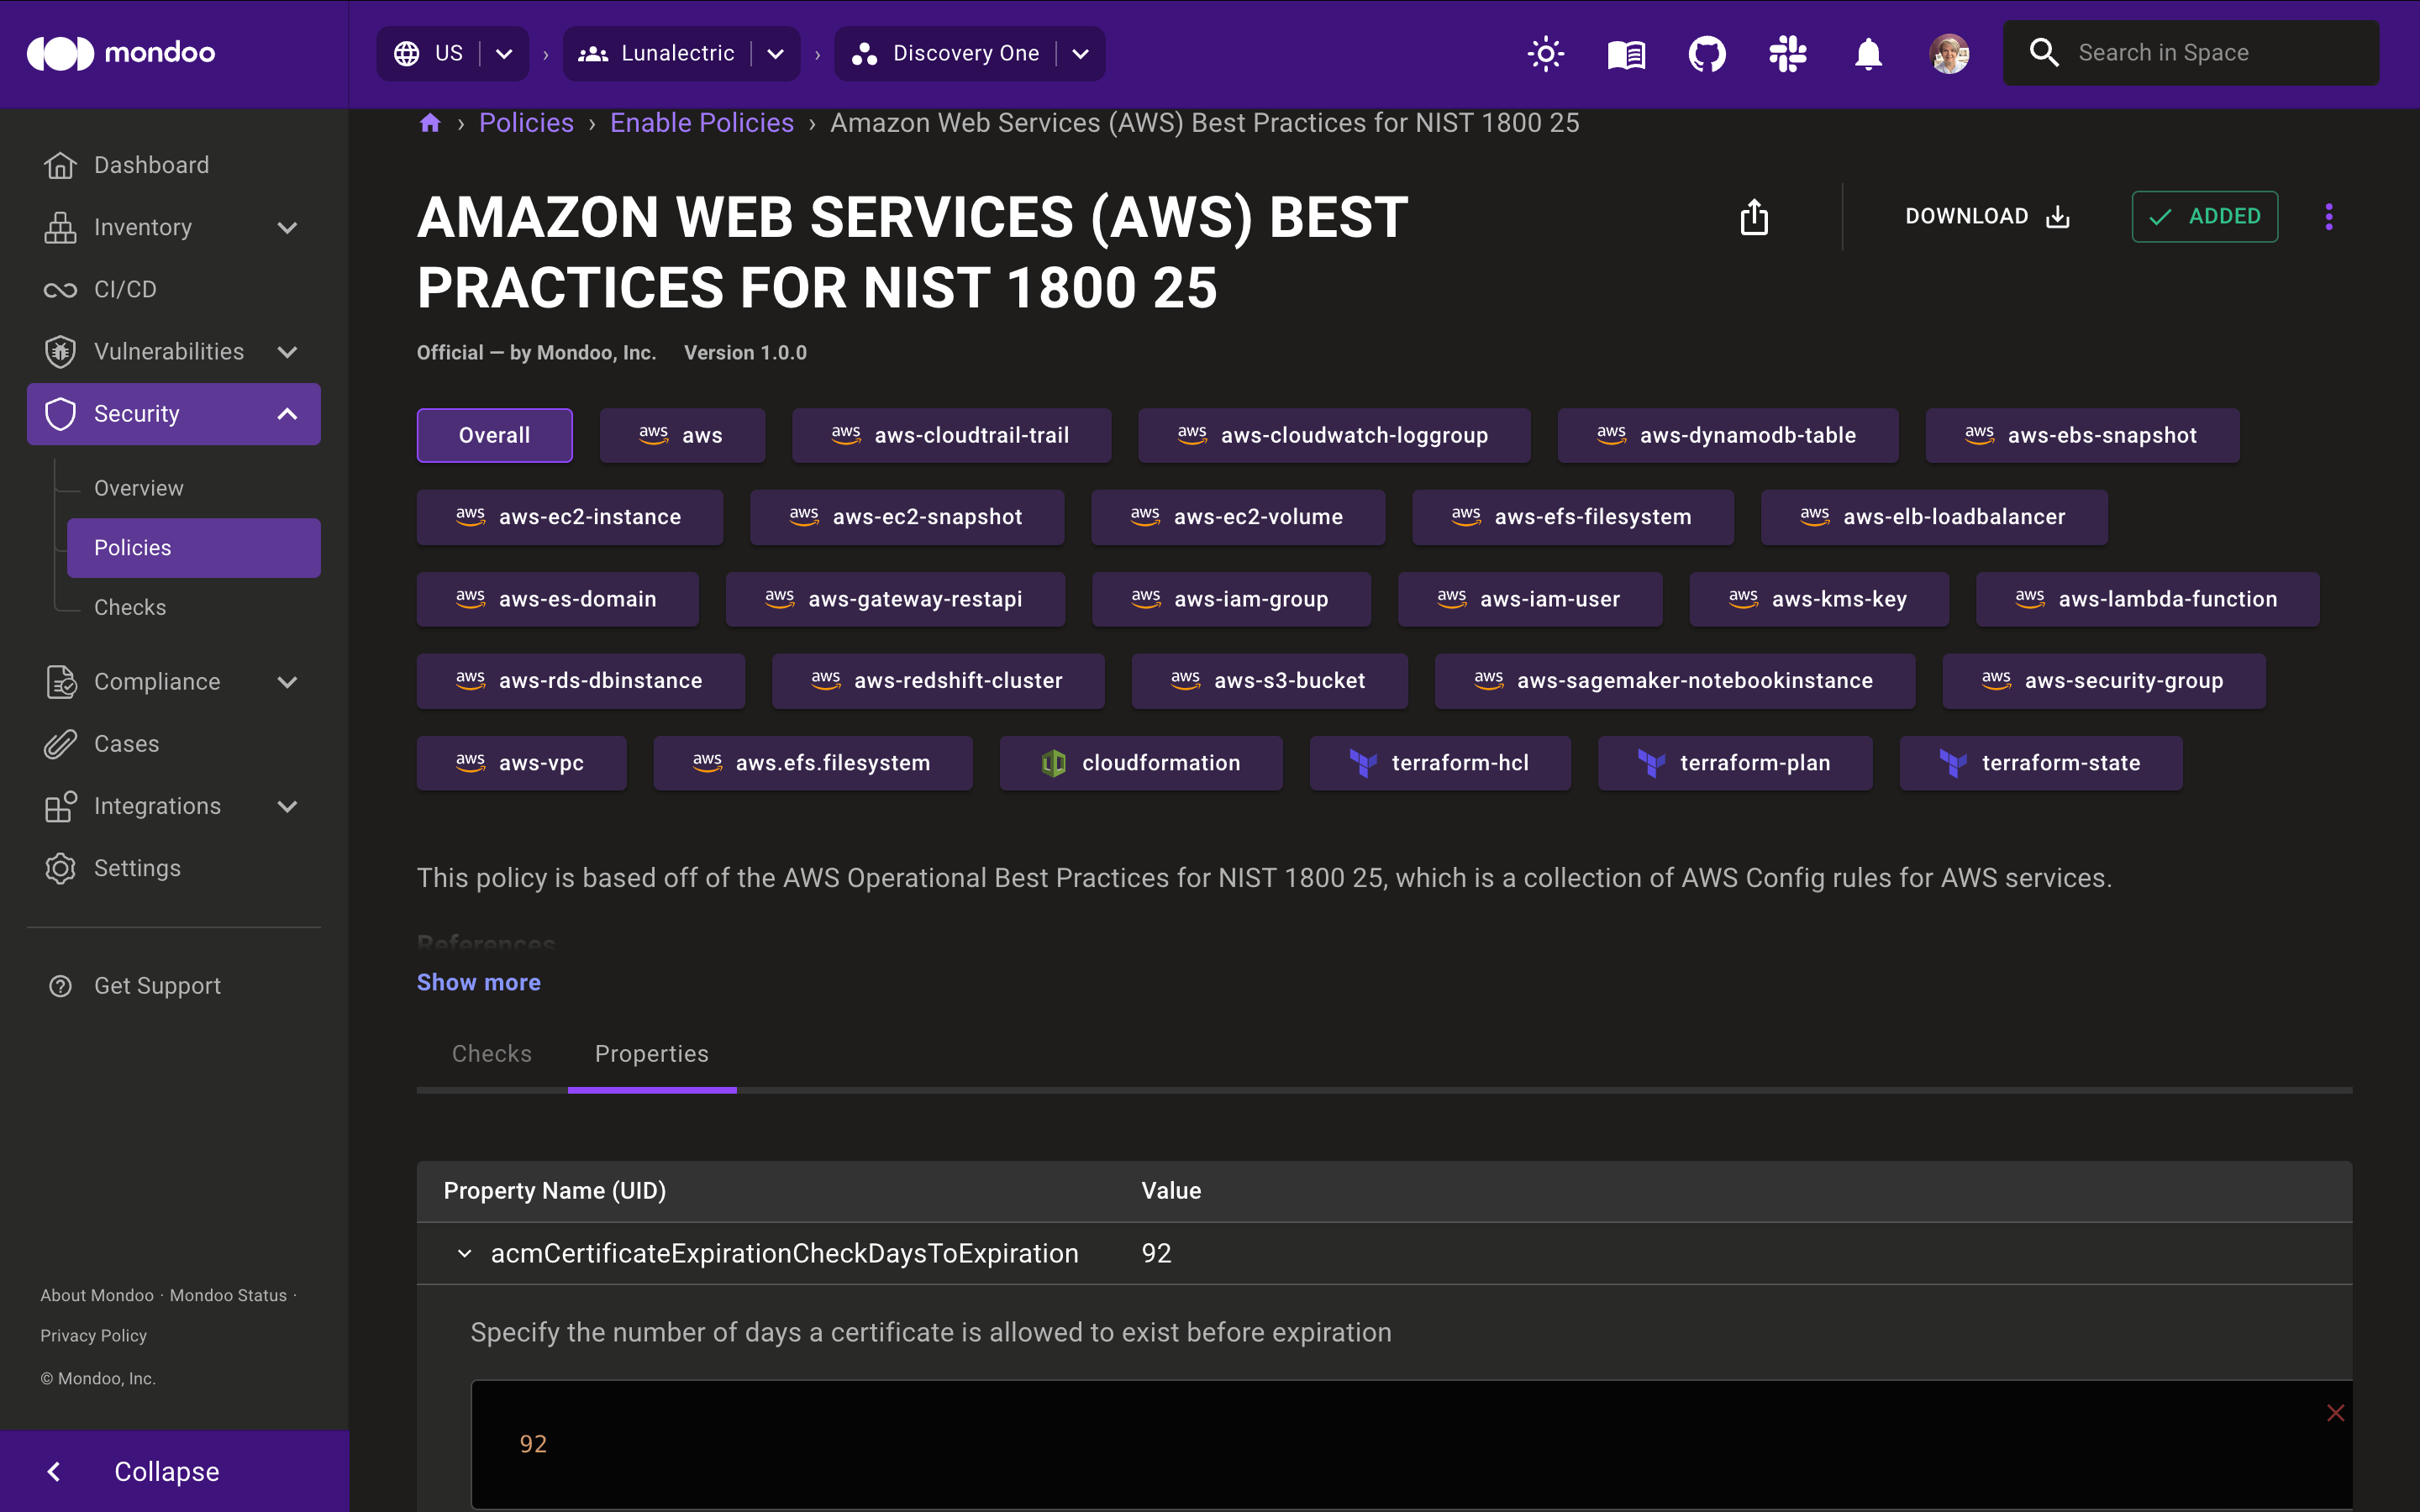 mondoo
US
Lunalectric
Discovery One
Search in Space
Policies › Enable Policies › Amazon Web Services (AWS) Best Practices for NIST 1800 25
Dashboard
Inventory
CI/CD
Vulnerabilities
Security
Overview
Policies
Checks
Compliance
Cases
Integrations
Settings
Get Support
About Mondoo · Mondoo Status ·
Privacy Policy
© Mondoo, Inc.
Collapse
AMAZON WEB SERVICES (AWS) BEST
PRACTICES FOR NIST 1800 25
DOWNLOAD
ADDED
Official — by Mondoo, Inc. Version 1.0.0
Overall aws aws aws aws-cloudtrail-trail aws aws-cloudwatch-loggroup aws aws-dynamodb-table aws aws-ebs-snapshot
aws aws-ec2-instance aws aws-ec2-snapshot aws aws-ec2-volume aws aws-efs-filesystem aws aws-elb-loadbalancer
aws aws-es-domain aws aws-gateway-restapi aws aws-iam-group aws aws-iam-user aws aws-kms-key aws aws-lambda-function
aws aws-rds-dbinstance aws aws-redshift-cluster aws aws-s3-bucket aws aws-sagemaker-notebookinstance aws aws-security-group
aws aws-vpc aws aws.efs.filesystem cloudformation terraform-hcl terraform-plan terraform-state
This policy is based off of the AWS Operational Best Practices for NIST 1800 25, which is a collection of AWS Config rules for AWS services.
References
Show more
Checks Properties
Property Name (UID) Value
acmCertificateExpirationCheckDaysToExpiration 92
Specify the number of days a certificate is allowed to exist before expiration
92